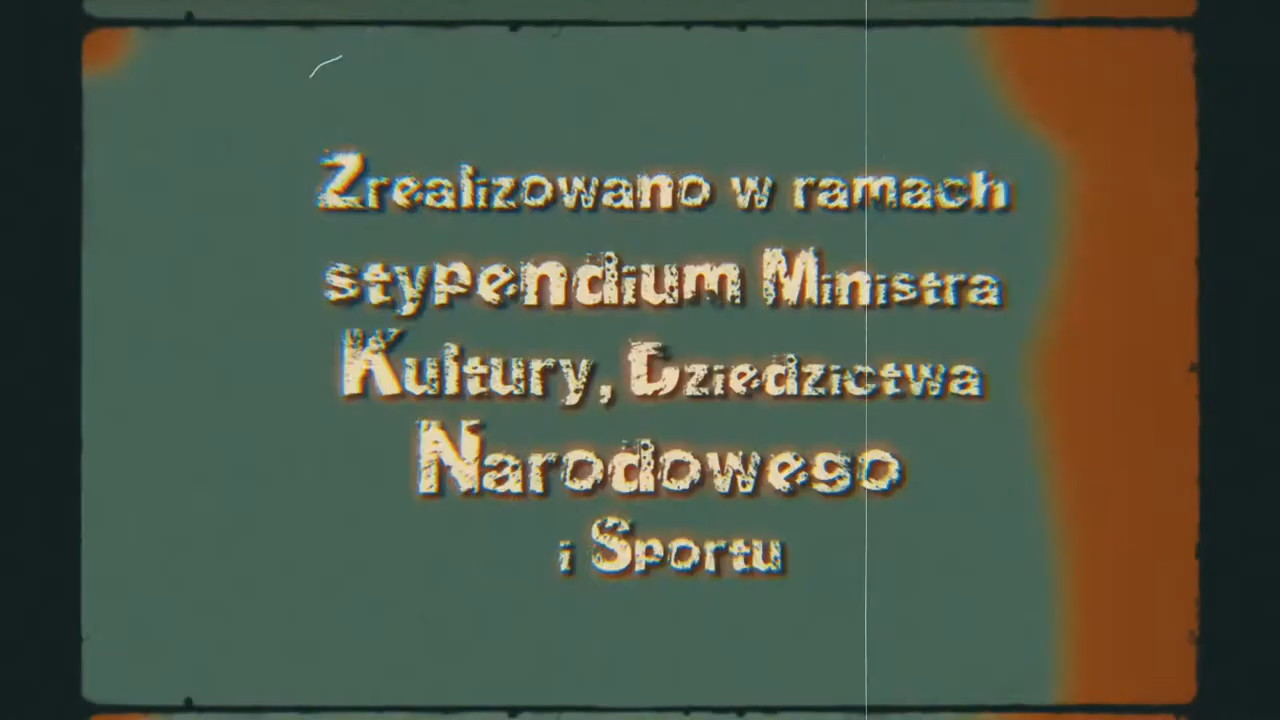 Zrealizowano w ramach
stypendium Ministra
Kultury, Dziedzictwa
Narodowego
i Sportu